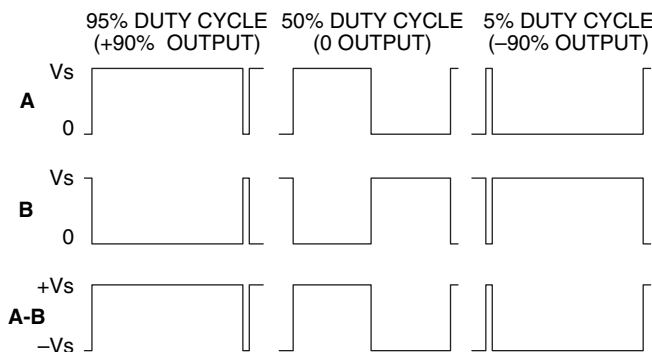 95% DUTY CYCLE 50% DUTY CYCLE 5% DUTY CYCLE
(+90% OUTPUT) (0 OUTPUT) (–90% OUTPUT)
Vs
A
0
Vs
B
0
+Vs
A-B
–Vs